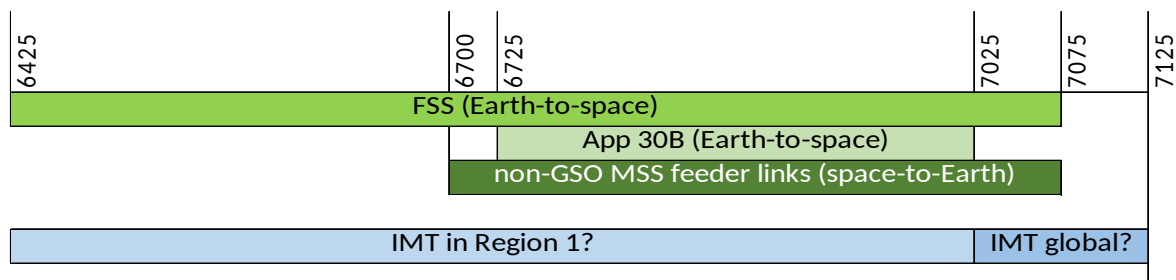 6425
6700
6725
7025
7075
7125
FSS (Earth-to-space)
App 30B (Earth-to-space)
non-GSO MSS feeder links (space-to-Earth)
IMT in Region 1?
IMT global?